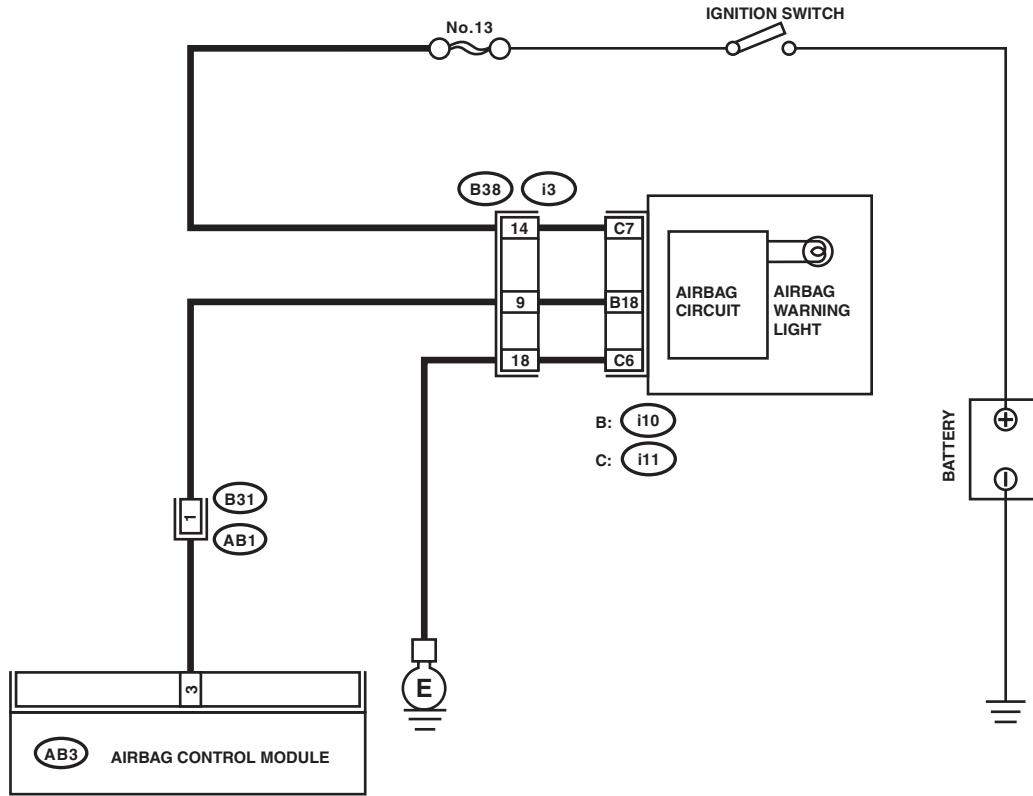 IGNITION SWITCH
No.13
B38 i3
14 C7
AIRBAG
CIRCUIT
AIRBAG
WARNING
LIGHT
9 B18
18 C6
B: i10
C: i11
BATTERY
+
−
1
B31
AB1
E
3
AB3 AIRBAG CONTROL MODULE